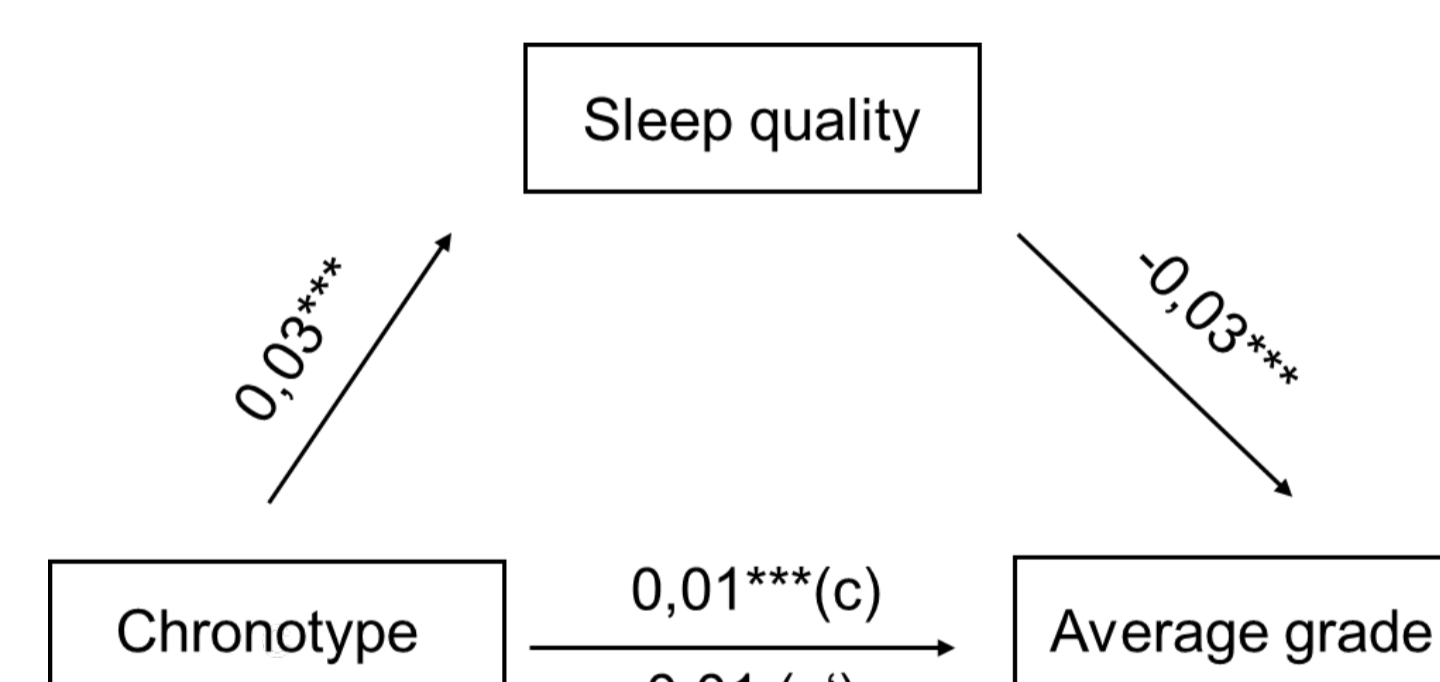 Sleep quality
0,03***
-0,03***
0,01***(c)
Chronotype
Average grade